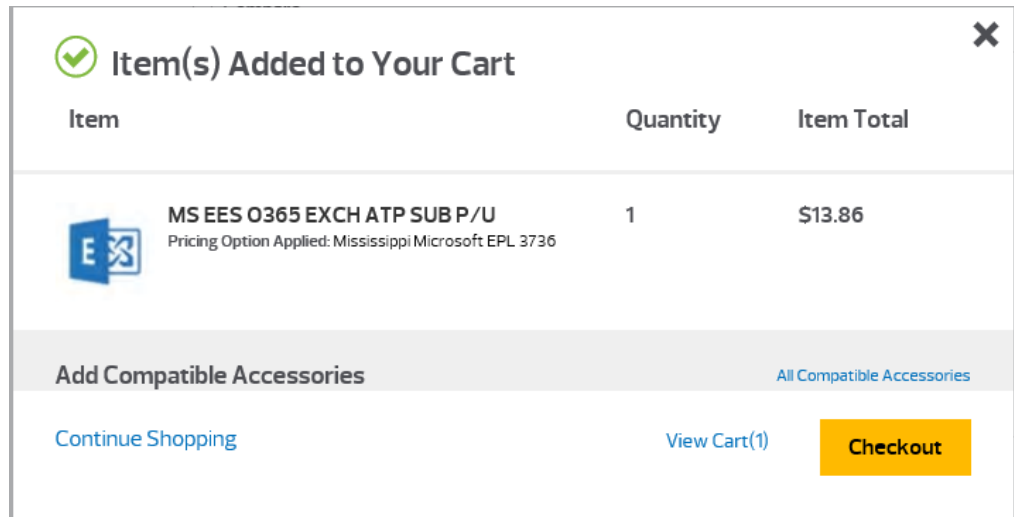 Item(s) Added to Your Cart
Item Quantity Item Total
MS EES O365 EXCH ATP SUB P/U 1 $13.86
Pricing Option Applied: Mississippi Microsoft EPL 3736
E
Add Compatible Accessories All Compatible Accessories
Continue Shopping View Cart(1) Checkout